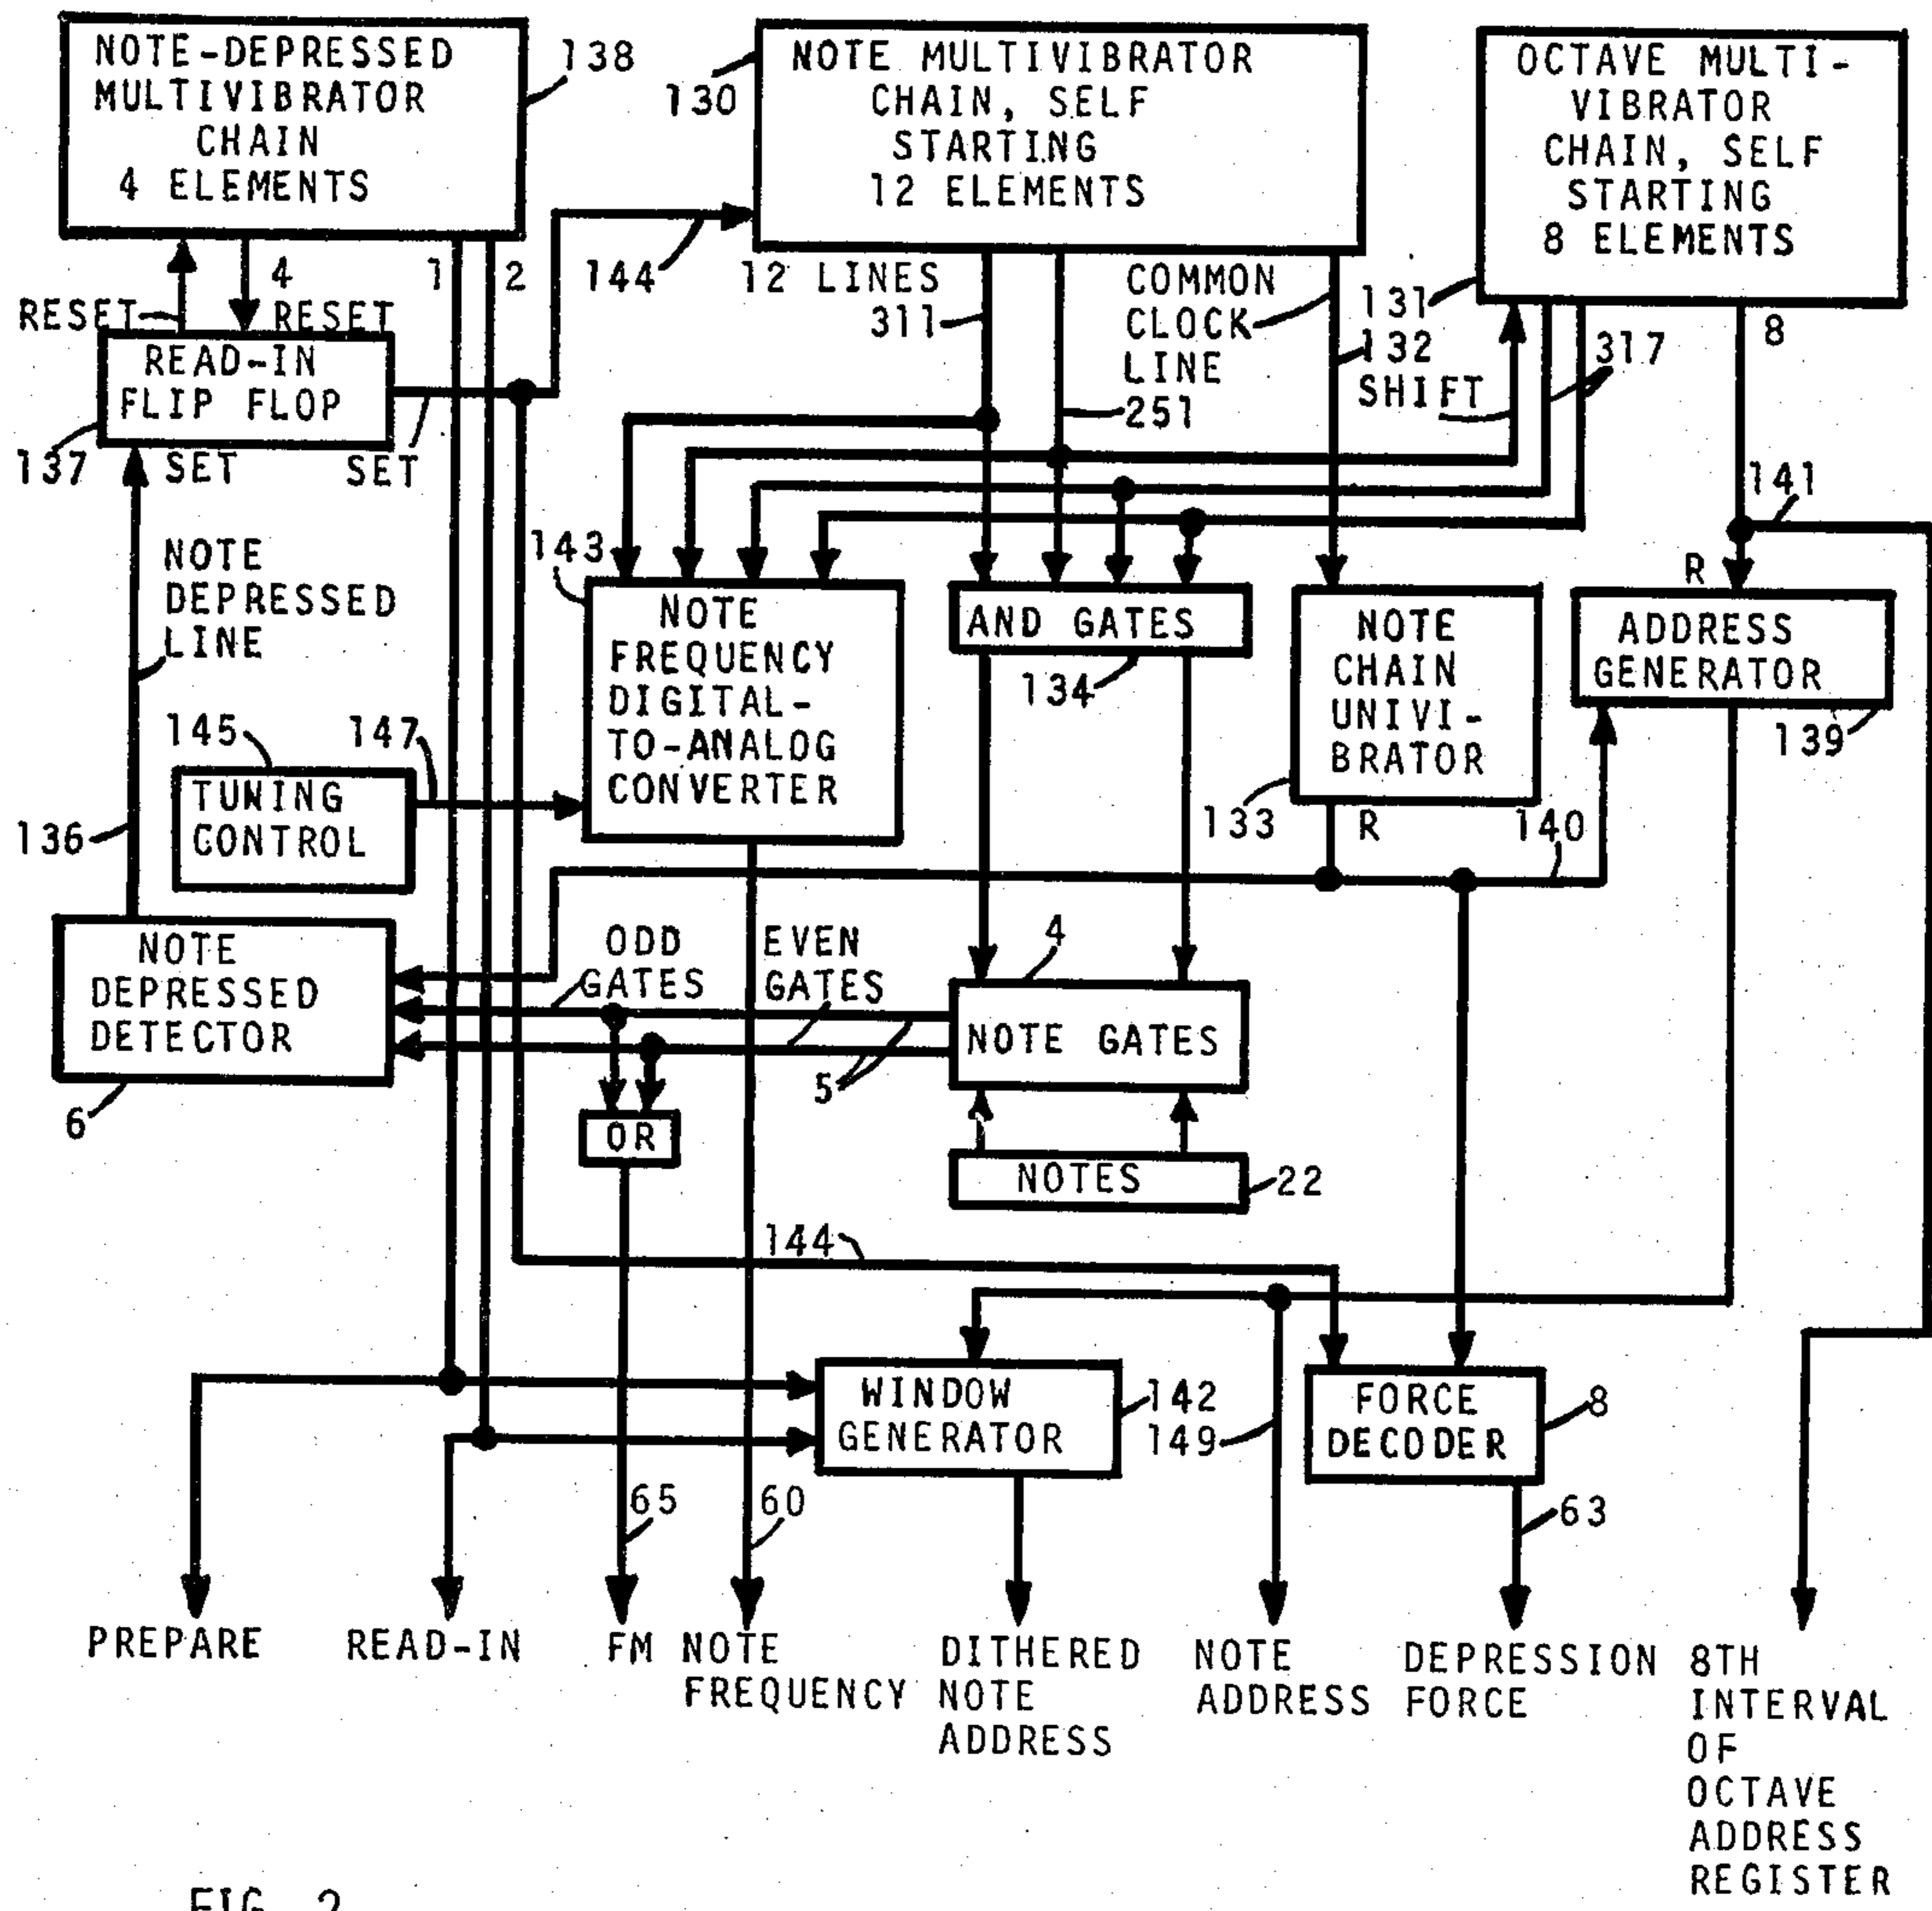 NOTE-DEPRESSED
MULTIVIBRATOR
CHAIN
4 ELEMENTS
138
130
NOTE MULTIVIBRATOR
CHAIN, SELF
STARTING
12 ELEMENTS
OCTAVE MULTI-
VIBRATOR
CHAIN, SELF
STARTING
8 ELEMENTS
144
12 LINES
311
COMMON
CLOCK
LINE
251
131
132
SHIFT
317
8
RESET
4
RESET
1
2
READ-IN
FLIP FLOP
137
SET
SET
141
NOTE
DEPRESSED
LINE
143
NOTE
FREQUENCY
DIGITAL-
TO-ANALOG
CONVERTER
AND GATES
134
NOTE
CHAIN
UNIVI-
BRATOR
133
R
R
ADDRESS
GENERATOR
139
140
145
147
TUNING
CONTROL
136
NOTE
DEPRESSED
DETECTOR
6
ODD
GATES
EVEN
GATES
4
NOTE GATES
5
OR
NOTES
22
144
WINDOW
GENERATOR
142
149
FORCE
DECODER
8
65
60
63
PREPARE
READ-IN
FM
NOTE
FREQUENCY
DITHERED
NOTE
ADDRESS
NOTE
ADDRESS
DEPRESSION
FORCE
8TH
INTERVAL
OF
OCTAVE
ADDRESS
REGISTER
FIG. 2